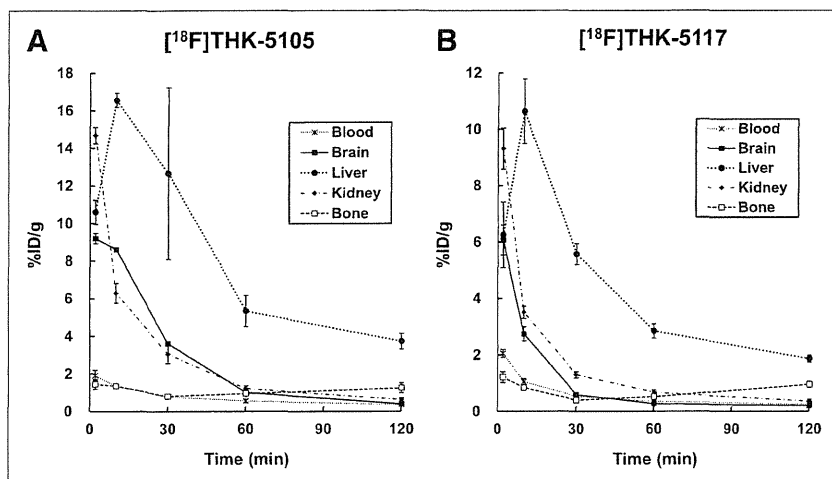 A
[¹⁸F]THK-5105
18
16
14
12
10
8
6
4
2
0
%ID/g
Blood
Brain
Liver
Kidney
Bone
0
30
60
90
120
Time (min)
B
[¹⁸F]THK-5117
12
10
8
6
4
2
0
%ID/g
Blood
Brain
Liver
Kidney
Bone
0
30
60
90
120
Time (min)